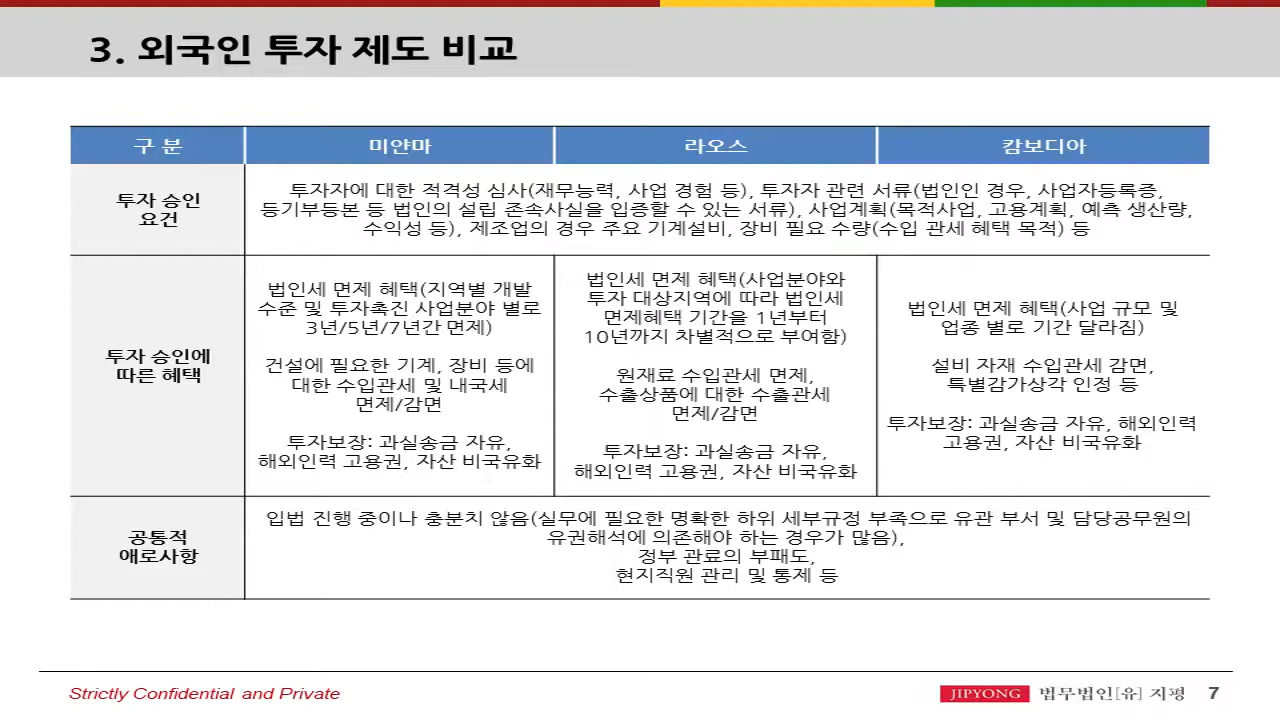 3. 외국인 투자 제도 비교
구 분
미얀마
라오스
캄보디아
투자 승인
요건
투자자에 대한 적격성 심사(재무능력, 사업 경험 등), 투자자 관련 서류(법인인 경우, 사업자등록증,
등기부등본 등 법인의 설립 존속사실을 입증할 수 있는 서류), 사업계획(목적사업, 고용계획, 예측 생산량,
수익성 등), 제조업의 경우 주요 기계설비, 장비 필요 수량(수입 관세 혜택 목적) 등
투자 승인에
따른 혜택
법인세 면제 혜택(지역별 개발
수준 및 투자촉진 사업분야 별로
3년/5년/7년간 면제)
건설에 필요한 기계, 장비 등에
대한 수입관세 및 내국세
면제/감면
투자보장: 과실송금 자유,
해외인력 고용권, 자산 비국유화
법인세 면제 혜택(사업분야와
투자 대상지역에 따라 법인세
면제혜택 기간을 1년부터
10년까지 차별적으로 부여함)
원재료 수입관세 면제,
수출상품에 대한 수출관세
면제/감면
투자보장: 과실송금 자유,
해외인력 고용권, 자산 비국유화
법인세 면제 혜택(사업 규모 및
업종 별로 기간 달라짐)
설비 자재 수입관세 감면,
특별감가상각 인정 등
투자보장: 과실송금 자유, 해외인력
고용권, 자산 비국유화
공통적
애로사항
입법 진행 중이나 충분치 않음(실무에 필요한 명확한 하위 세부규정 부족으로 유관 부서 및 담당공무원의
유권해석에 의존해야 하는 경우가 많음),
정부 관료의 부패도,
현지직원 관리 및 통제 등
Strictly Confidential and Private
JIPYONG 법무법인[유] 지평 7